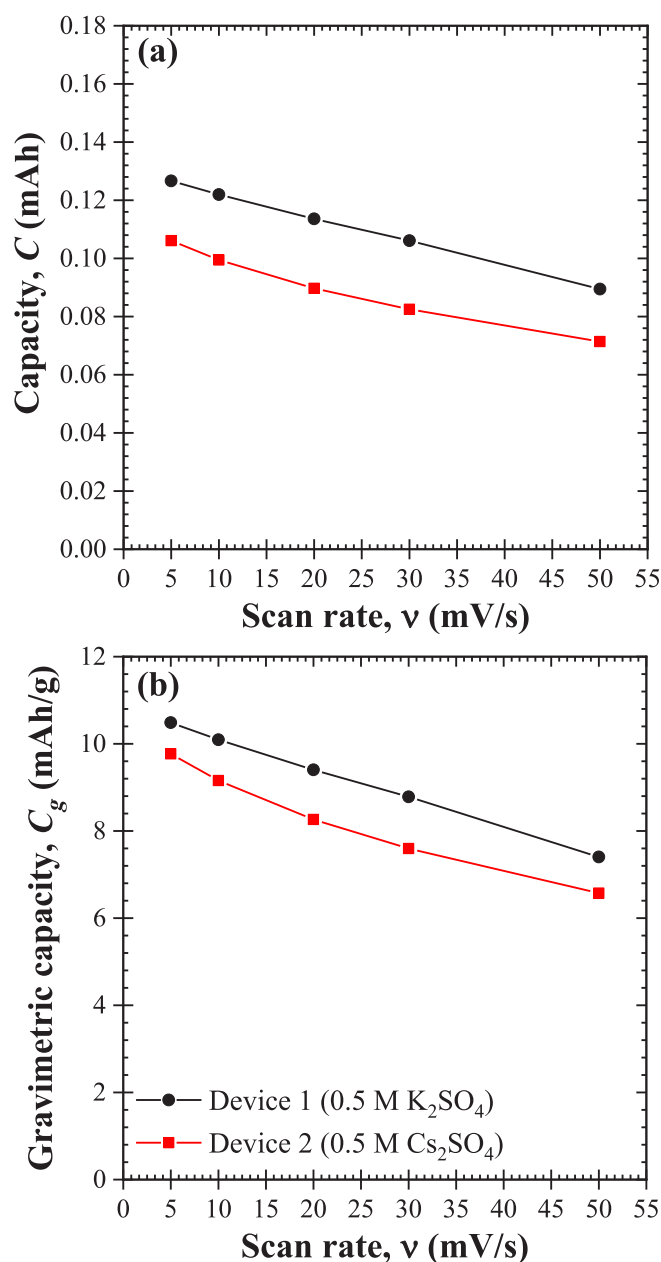 (a)
Capacity, C (mAh)
0.18
0.16
0.14
0.12
0.10
0.08
0.06
0.04
0.02
0.00
0 5 10 15 20 25 30 35 40 45 50 55
Scan rate, ν (mV/s)
(b)
Gravimetric capacity, C_g (mAh/g)
12
10
8
6
4
2
0
Device 1 (0.5 M K₂SO₄)
Device 2 (0.5 M Cs₂SO₄)
0 5 10 15 20 25 30 35 40 45 50 55
Scan rate, ν (mV/s)